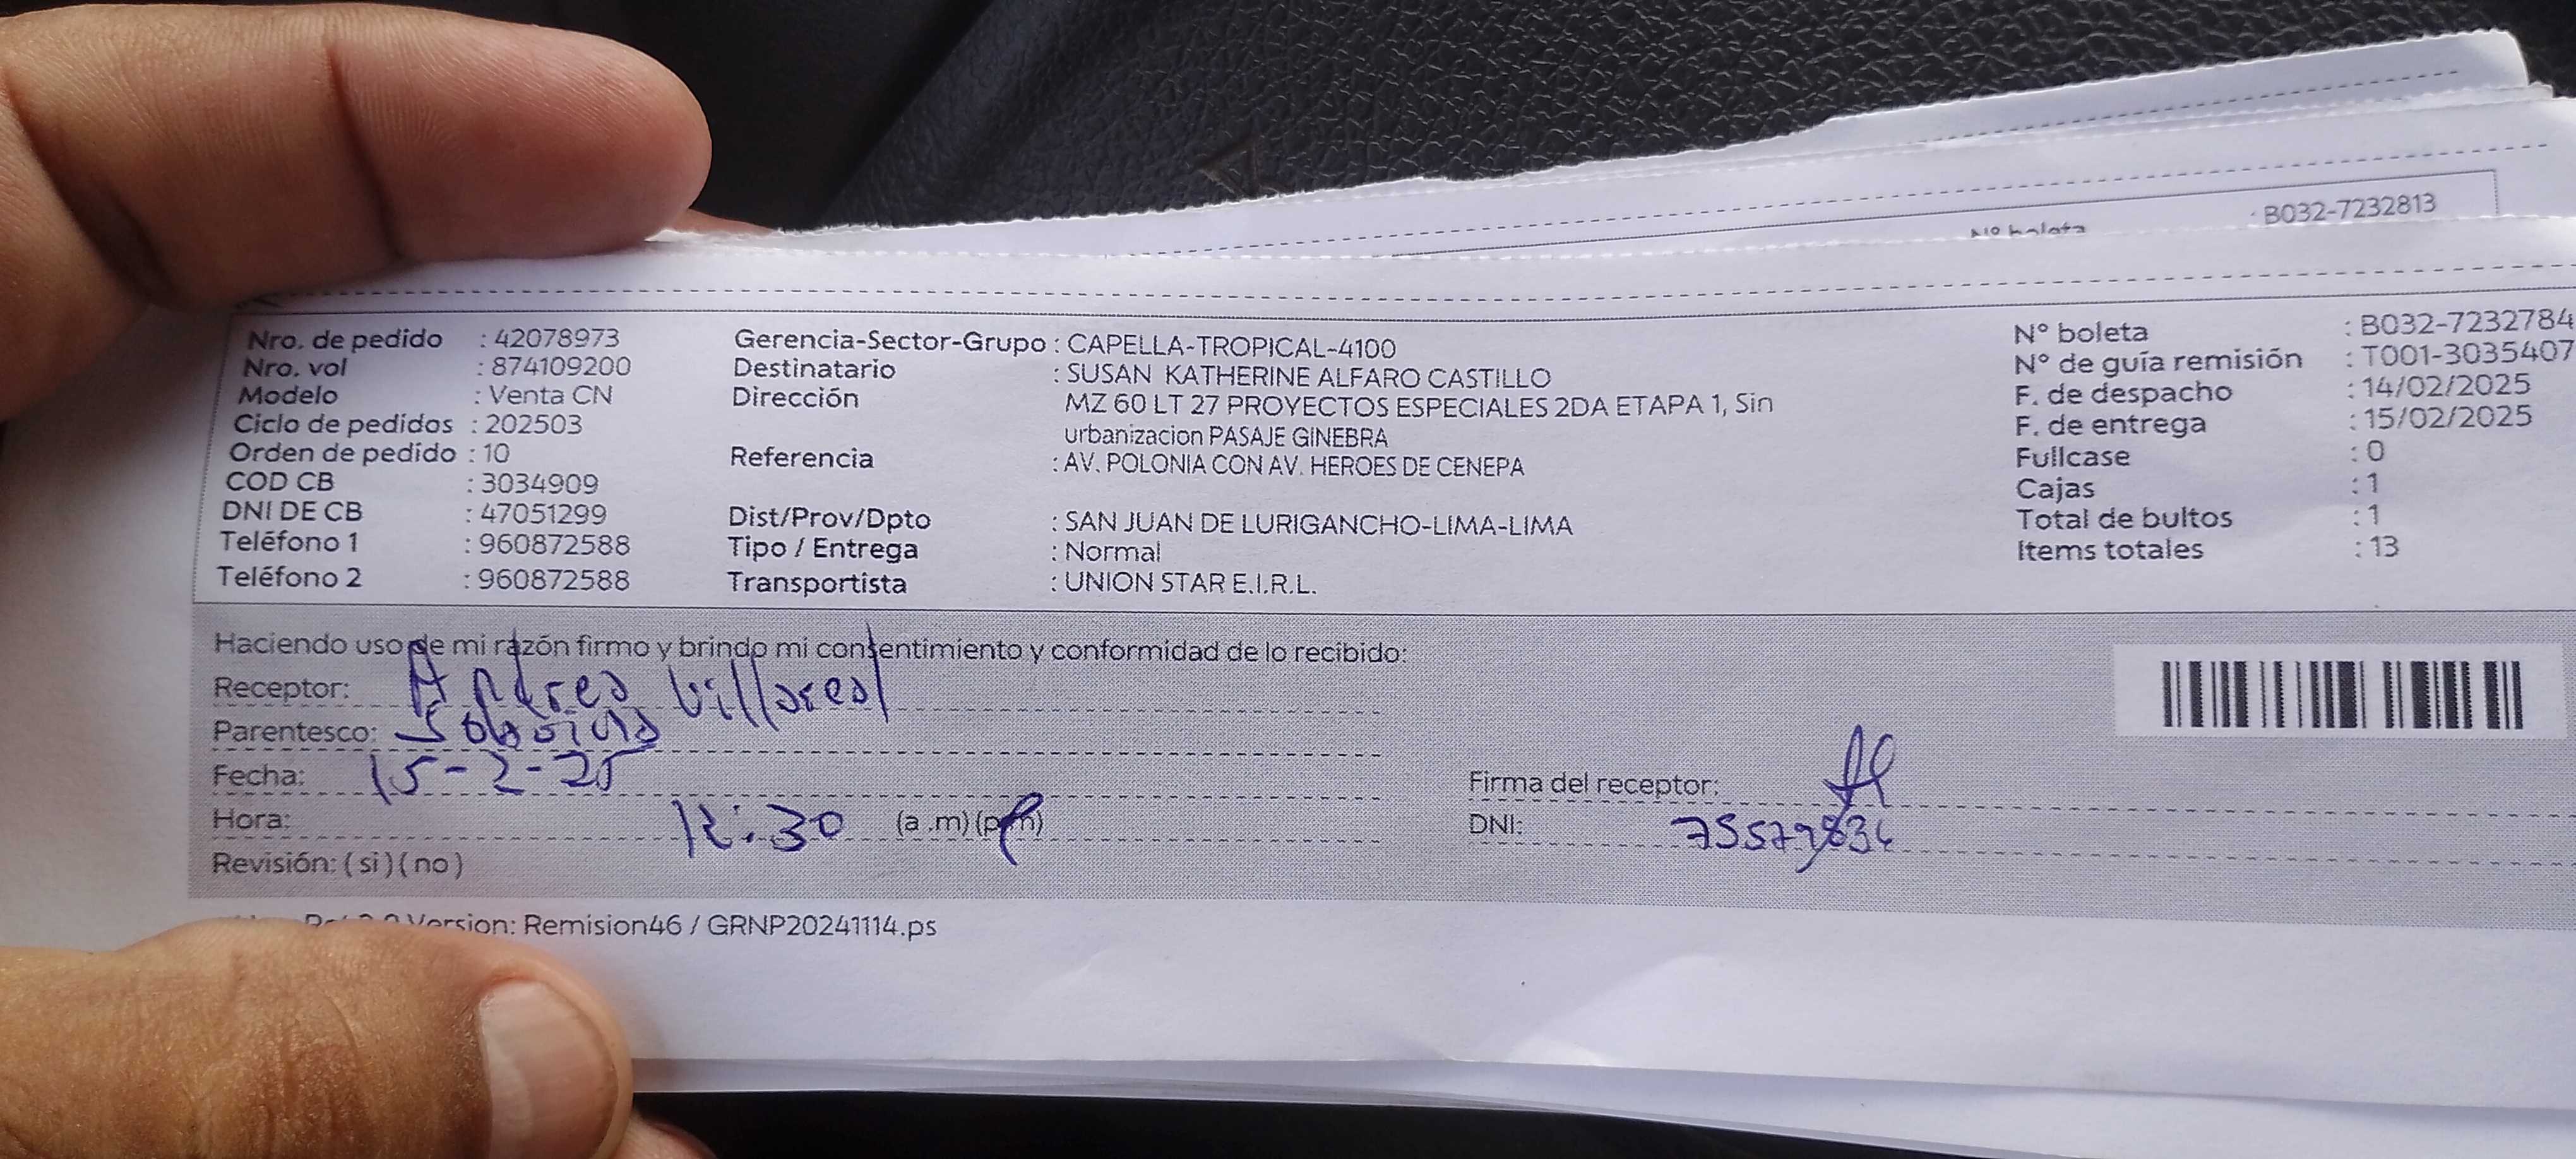 B032-7232813
Nº boleta
Nro. de pedido : 42078973
Nro. vol : 874109200
Modelo : Venta CN
Ciclo de pedidos : 202503
Orden de pedido : 10
COD CB : 3034909
DNI DE CB : 47051299
Teléfono 1 : 960872588
Teléfono 2 : 960872588
Gerencia-Sector-Grupo : CAPELLA-TROPICAL-4100
Destinatario : SUSAN KATHERINE ALFARO CASTILLO
Dirección MZ 60 LT 27 PROYECTOS ESPECIALES 2DA ETAPA 1, Sin
urbanizacion PASAJE GINEBRA
Referencia : AV. POLONIA CON AV. HEROES DE CENEPA
Dist/Prov/Dpto : SAN JUAN DE LURIGANCHO-LIMA-LIMA
Tipo / Entrega : Normal
Transportista : UNION STAR E.I.R.L.
Nº boleta : B032-7232784
Nº de guía remisión : T001-3035407
F. de despacho : 14/02/2025
F. de entrega : 15/02/2025
Fullcase : 0
Cajas : 1
Total de bultos : 1
Items totales : 13
Haciendo uso de mi razón firmo y brindo mi consentimiento y conformidad de lo recibido:
Receptor: Andrea Villareal
Parentesco: Sobrina
Fecha: 15-2-25
Hora: 12:30 (a .m) (p.m)
Revisión: ( si ) ( no )
Firma del receptor:
DNI:
Version: Remision46 / GRNP20241114.ps